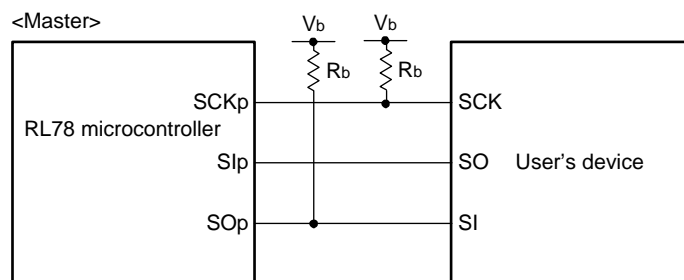 <Master>
Vb Vb
Rb Rb
SCKp SCK
RL78 microcontroller
SIp SO User's device
SOp SI